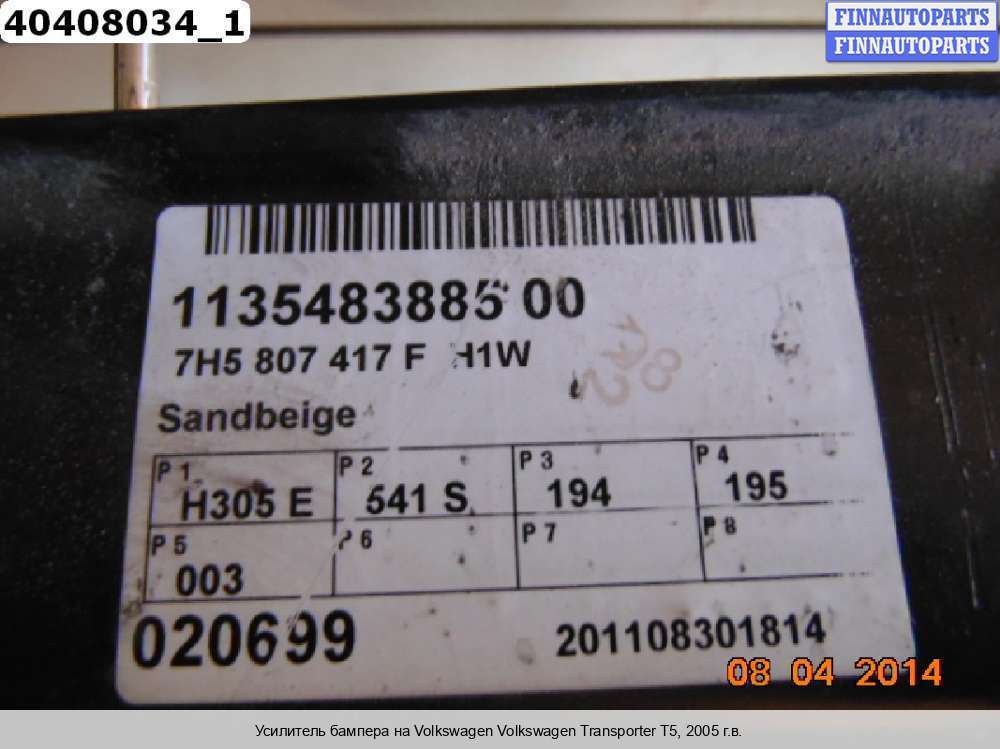 40408034_1
FINNAUTOPARTS
FINNAUTOPARTS
1135483885 00
7H5 807 417 F H1W
Sandbeige
P 1 P 2 P 3 P 4
H305 E 541 S 194 195
P 5 P 6 P 7 P 8
003
020699 201108301814
08 04 2014
Усилитель бампера на Volkswagen Volkswagen Transporter T5, 2005 г.в.